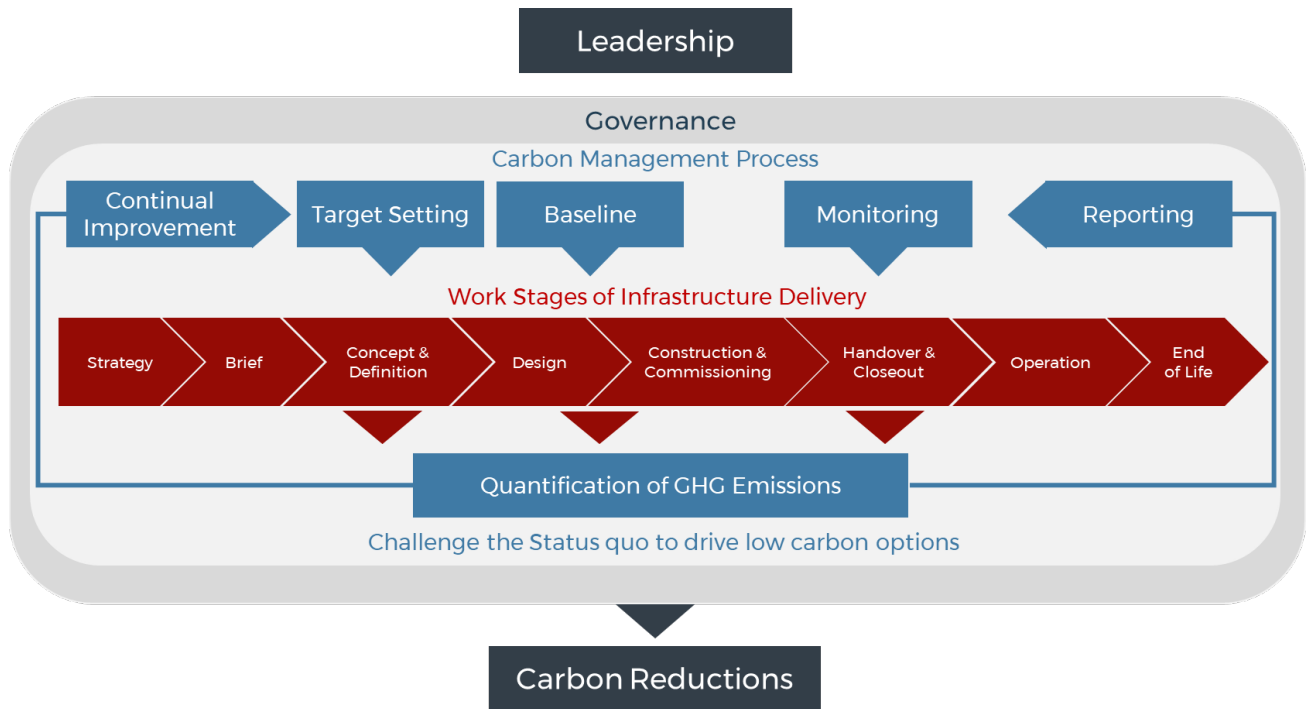 Leadership
Governance
Carbon Management Process
Continual
Improvement
Target Setting
Baseline
Monitoring
Reporting
Work Stages of Infrastructure Delivery
Strategy
Brief
Concept &
Definition
Design
Construction &
Commissioning
Handover &
Closeout
Operation
End
of Life
Quantification of GHG Emissions
Challenge the Status quo to drive low carbon options
Carbon Reductions